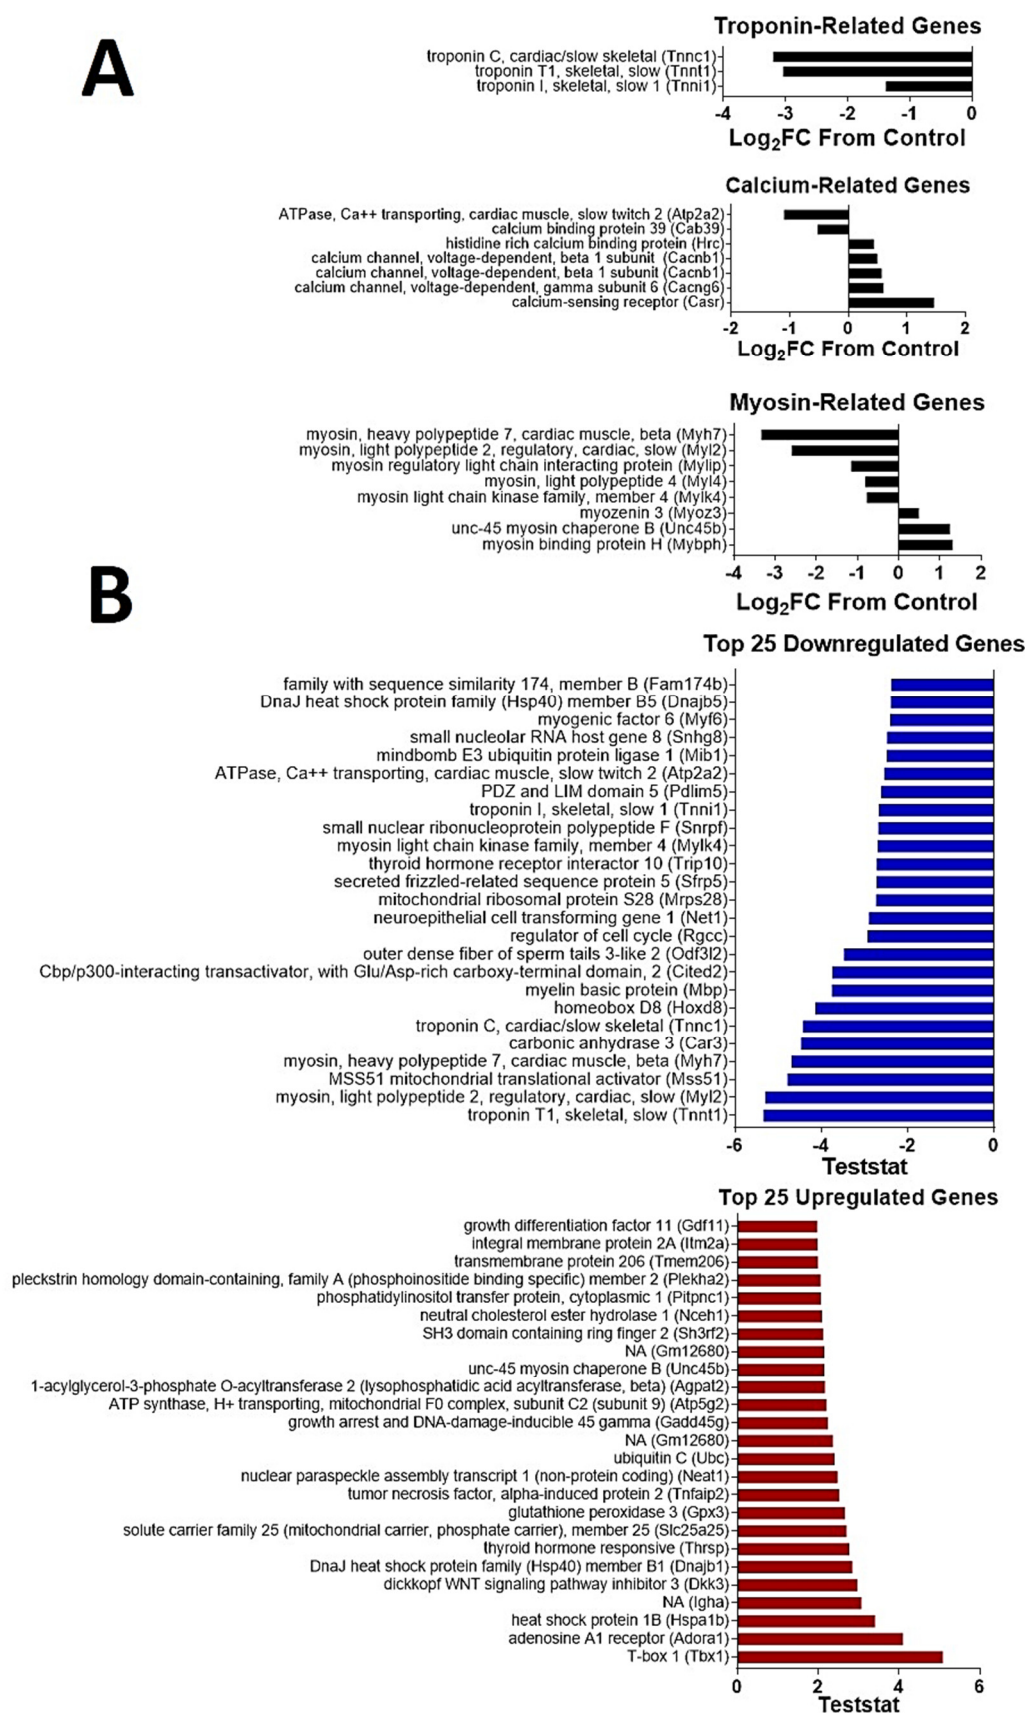 A
Troponin-Related Genes
troponin C, cardiac/slow skeletal (Tnnc1)
troponin T1, skeletal, slow (Tnnt1)
troponin I, skeletal, slow 1 (Tnni1)
-4 -3 -2 -1 0
Log2FC From Control
Calcium-Related Genes
ATPase, Ca++ transporting, cardiac muscle, slow twitch 2 (Atp2a2)
calcium binding protein 39 (Cab39)
histidine rich calcium binding protein (Hrc)
calcium channel, voltage-dependent, beta 1 subunit (Cacnb1)
calcium channel, voltage-dependent, beta 1 subunit (Cacnb1)
calcium channel, voltage-dependent, gamma subunit 6 (Cacng6)
calcium-sensing receptor (Casr)
-2 -1 0 1 2
Log2FC From Control
Myosin-Related Genes
myosin, heavy polypeptide 7, cardiac muscle, beta (Myh7)
myosin, light polypeptide 2, regulatory, cardiac, slow (Myl2)
myosin regulatory light chain interacting protein (Mylip)
myosin, light polypeptide 4 (Myl4)
myosin light chain kinase family, member 4 (Mylk4)
myozenin 3 (Myoz3)
unc-45 myosin chaperone B (Unc45b)
myosin binding protein H (Mybph)
-4 -3 -2 -1 0 1 2
Log2FC From Control
B
Top 25 Downregulated Genes
family with sequence similarity 174, member B (Fam174b)
DnaJ heat shock protein family (Hsp40) member B5 (Dnajb5)
myogenic factor 6 (Myf6)
small nucleolar RNA host gene 8 (Snhg8)
mindbomb E3 ubiquitin protein ligase 1 (Mib1)
ATPase, Ca++ transporting, cardiac muscle, slow twitch 2 (Atp2a2)
PDZ and LIM domain 5 (Pdlim5)
troponin I, skeletal, slow 1 (Tnni1)
small nuclear ribonucleoprotein polypeptide F (Snrpf)
myosin light chain kinase family, member 4 (Mylk4)
thyroid hormone receptor interactor 10 (Trip10)
secreted frizzled-related sequence protein 5 (Sfrp5)
mitochondrial ribosomal protein S28 (Mrps28)
neuroepithelial cell transforming gene 1 (Net1)
regulator of cell cycle (Rgcc)
outer dense fiber of sperm tails 3-like 2 (Odf3l2)
Cbp/p300-interacting transactivator, with Glu/Asp-rich carboxy-terminal domain, 2 (Cited2)
myelin basic protein (Mbp)
homeobox D8 (Hoxd8)
troponin C, cardiac/slow skeletal (Tnnc1)
carbonic anhydrase 3 (Car3)
myosin, heavy polypeptide 7, cardiac muscle, beta (Myh7)
MSS51 mitochondrial translational activator (Mss51)
myosin, light polypeptide 2, regulatory, cardiac, slow (Myl2)
troponin T1, skeletal, slow (Tnnt1)
-6 -4 -2 0
Teststat
Top 25 Upregulated Genes
growth differentiation factor 11 (Gdf11)
integral membrane protein 2A (Itm2a)
transmembrane protein 206 (Tmem206)
pleckstrin homology domain-containing, family A (phosphoinositide binding specific) member 2 (Plekha2)
phosphatidylinositol transfer protein, cytoplasmic 1 (Pitpnc1)
neutral cholesterol ester hydrolase 1 (Nceh1)
SH3 domain containing ring finger 2 (Sh3rf2)
NA (Gm12680)
unc-45 myosin chaperone B (Unc45b)
1-acylglycerol-3-phosphate O-acyltransferase 2 (lysophosphatidic acid acyltransferase, beta) (Agpat2)
ATP synthase, H+ transporting, mitochondrial F0 complex, subunit C2 (subunit 9) (Atp5g2)
growth arrest and DNA-damage-inducible 45 gamma (Gadd45g)
NA (Gm12680)
ubiquitin C (Ubc)
nuclear paraspeckle assembly transcript 1 (non-protein coding) (Neat1)
tumor necrosis factor, alpha-induced protein 2 (Tnfaip2)
glutathione peroxidase 3 (Gpx3)
solute carrier family 25 (mitochondrial carrier, phosphate carrier), member 25 (Slc25a25)
thyroid hormone responsive (Thrsp)
DnaJ heat shock protein family (Hsp40) member B1 (Dnajb1)
dickkopf WNT signaling pathway inhibitor 3 (Dkk3)
NA (Igha)
heat shock protein 1B (Hspa1b)
adenosine A1 receptor (Adora1)
T-box 1 (Tbx1)
0 2 4 6
Teststat